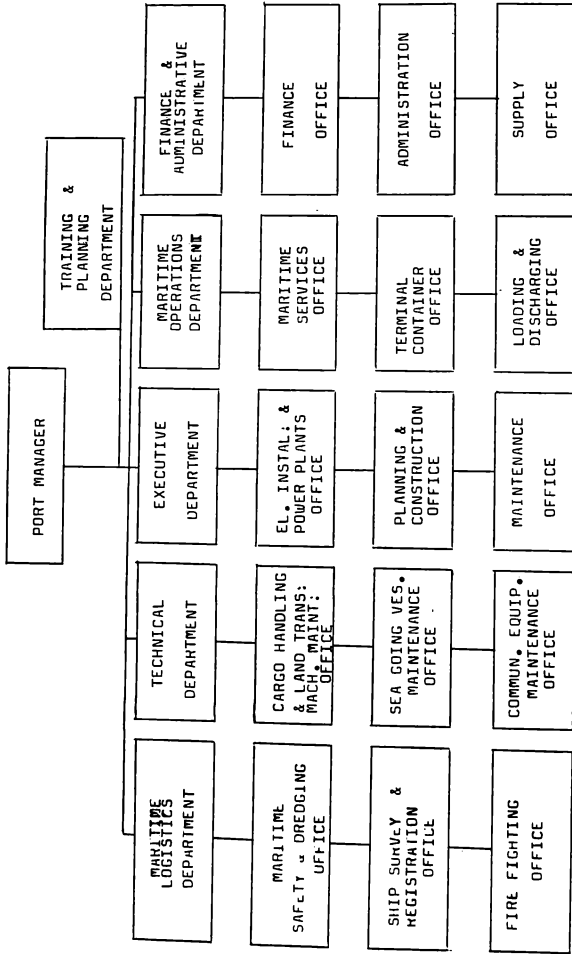 PORT MANAGER
TRAINING &
PLANNING
DEPARTMENT
MARITIME
LOGISTICS
DEPARTMENT
TECHNICAL
DEPARTMENT
EXECUTIVE
DEPARTMENT
MARITIME
OPERATIONS
DEPARTMENT
FINANCE &
AUDMINISTRATIVE
DEPARTMENT
MARITIME
SAFETY & DREDGING
OFFICE
CARGO HANDLING
& LAND TRANS:
MACH. MAINT:
OFFICE
EL. INSTAL: &
POWER PLANTS
OFFICE
MARITIME
SERVICES
OFFICE
FINANCE
OFFICE
SHIP SURVEY &
REGISTRATION
OFFICE
SEA GOING VES.
MAINTENANCE
OFFICE
PLANNING &
CONSTRUCTION
OFFICE
TERMINAL
CONTAINER
OFFICE
ADMINISTRATION
OFFICE
FIRE FIGHTING
OFFICE
COMMUN. EQUIP.
MAINTENANCE
OFFICE
MAINTENANCE
OFFICE
LOADING &
DISCHARGING
OFFICE
SUPPLY
OFFICE